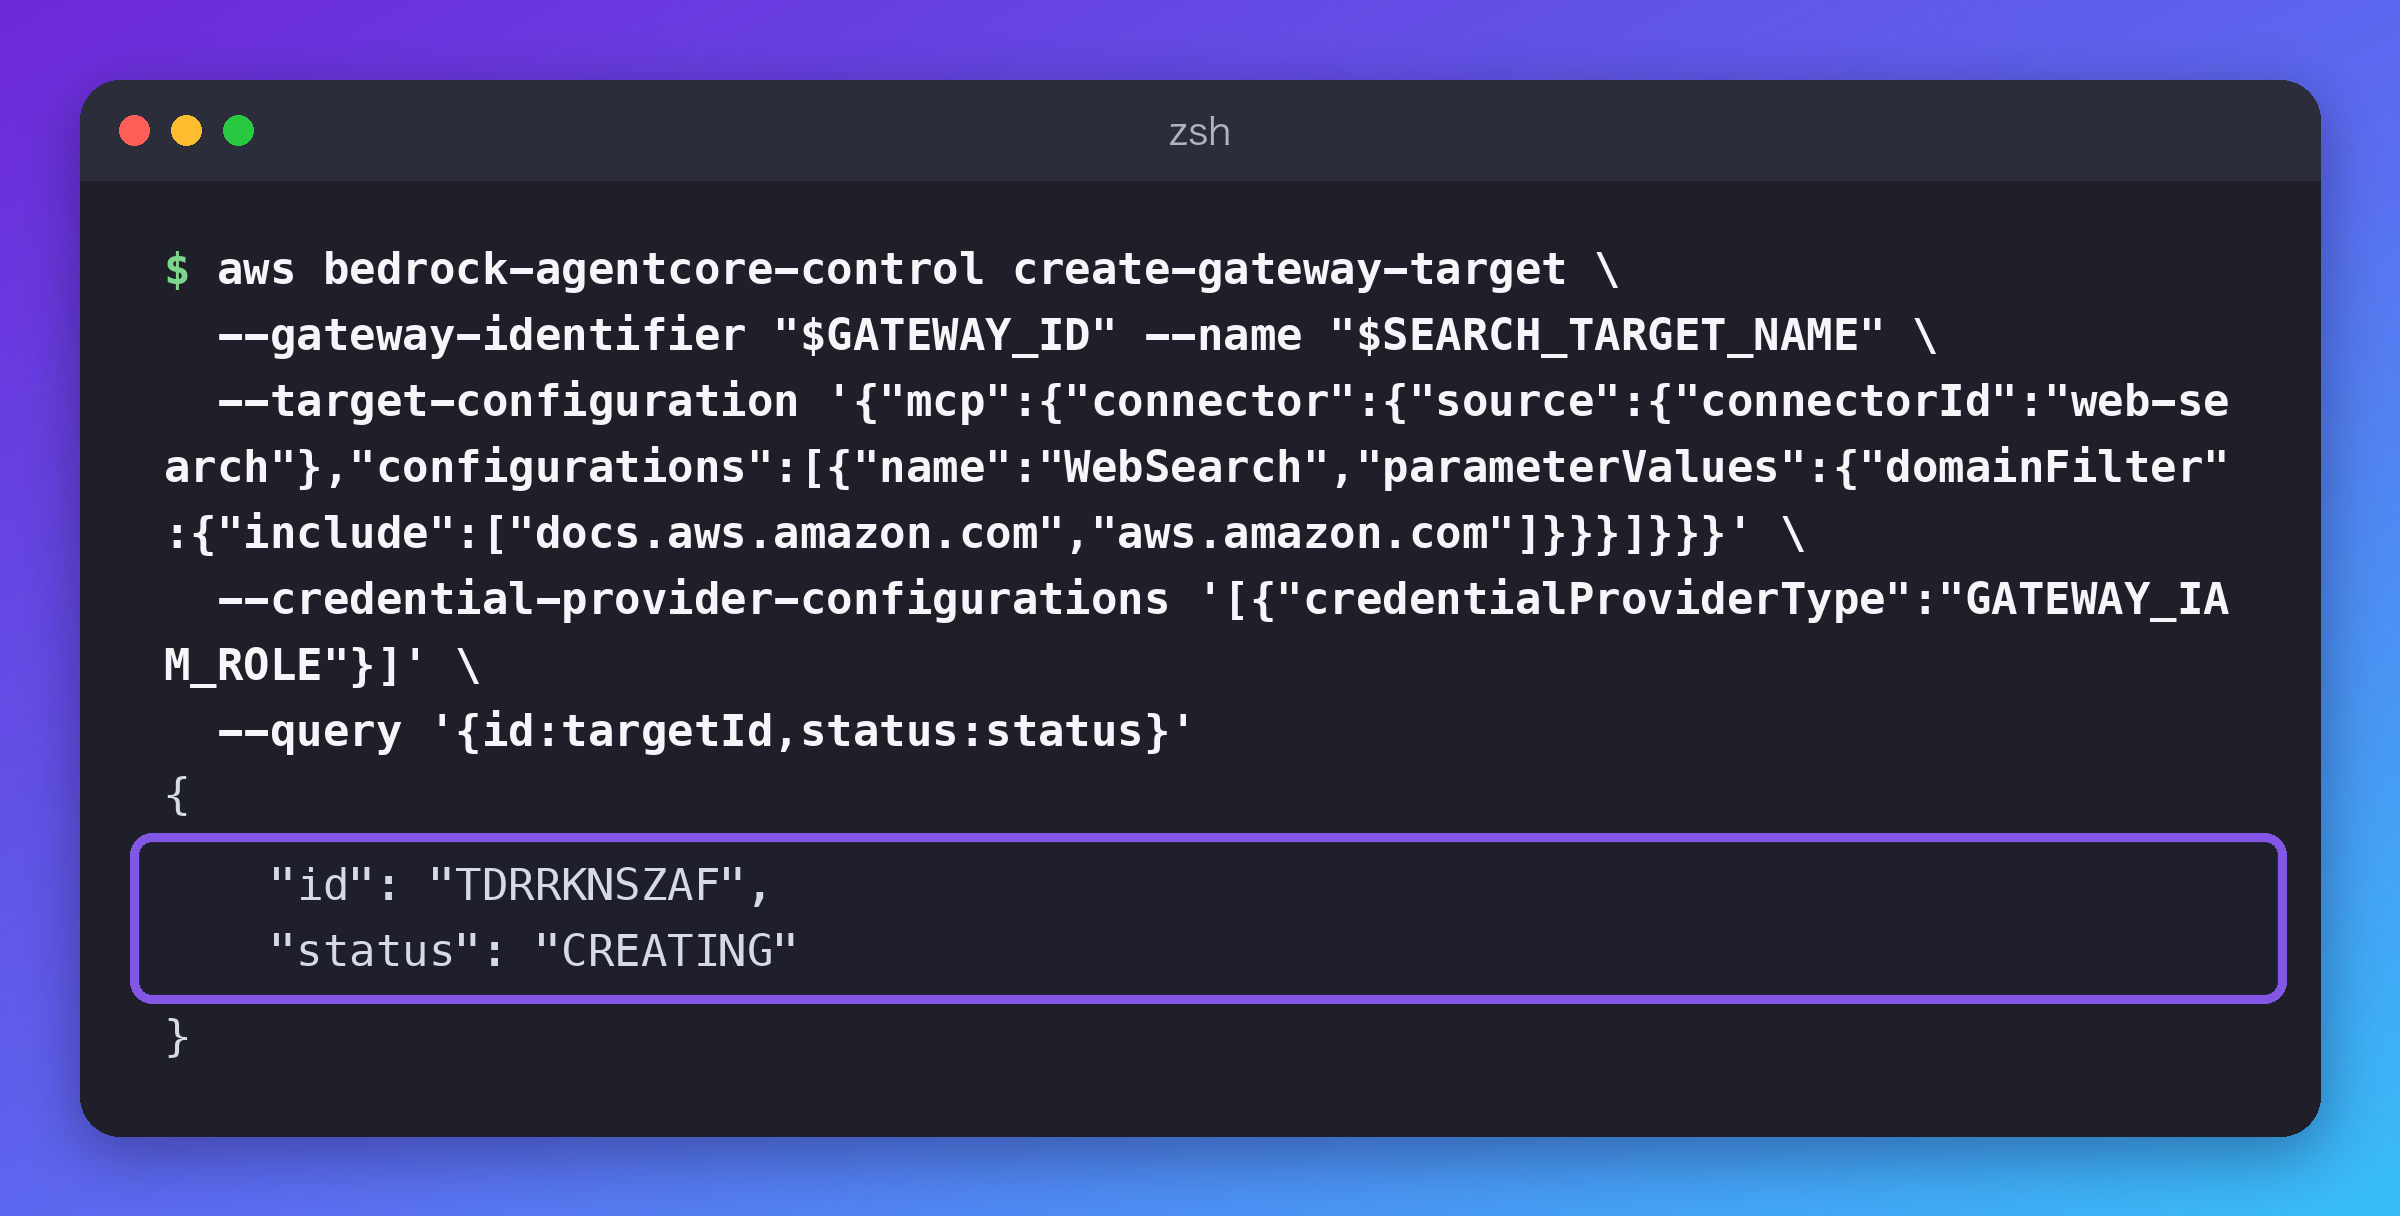 zsh
$ aws bedrock-agentcore-control create-gateway-target \
  --gateway-identifier "$GATEWAY_ID" --name "$SEARCH_TARGET_NAME" \
  --target-configuration '{"mcp":{"connector":{"source":{"connectorId":"web-se
arch"},"configurations":[{"name":"WebSearch","parameterValues":{"domainFilter"
:{"include":["docs.aws.amazon.com","aws.amazon.com"]}}}]}}}' \
  --credential-provider-configurations '[{"credentialProviderType":"GATEWAY_IA
M_ROLE"}]' \
  --query '{id:targetId,status:status}'
{
    "id": "TDRRKNSZAF",
    "status": "CREATING"
}